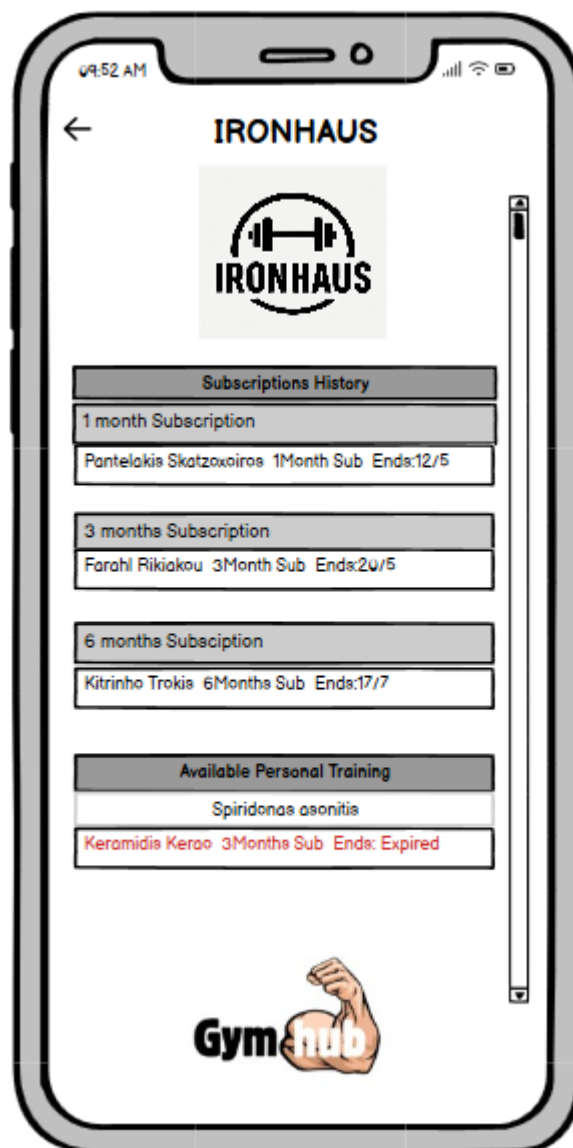 09:52 AM
IRONHAUS
IRONHAUS
Subscriptions History
1 month Subscription
Pantelakis Skatzoxoiros 1Month Sub Ends:12/5
3 months Subscription
Farahl Rikiakou 3Month Sub Ends:20/5
6 months Subsciption
Kitrinho Trokis 6Months Sub Ends:17/7
Available Personal Training
Spiridonas asonitis
Keramidis Kerao 3Months Sub Ends: Expired
Gym hub